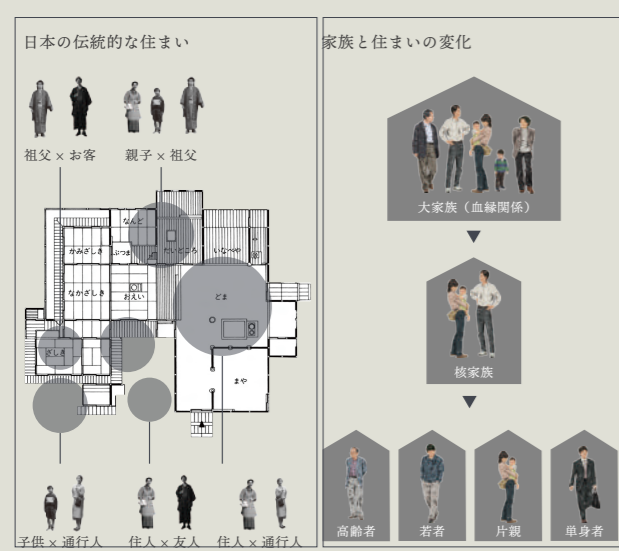 日本の伝統的な住まい
祖父 × お客
親子 × 祖父
なんど
かみざしき
ぶつま
だいどころ
いなべや
なかざしき
おえい
どま
ざしき
まや
子供 × 通行人
住人 × 友人
住人 × 通行人
家族と住まいの変化
大家族（血縁関係）
核家族
高齢者
若者
片親
単身者